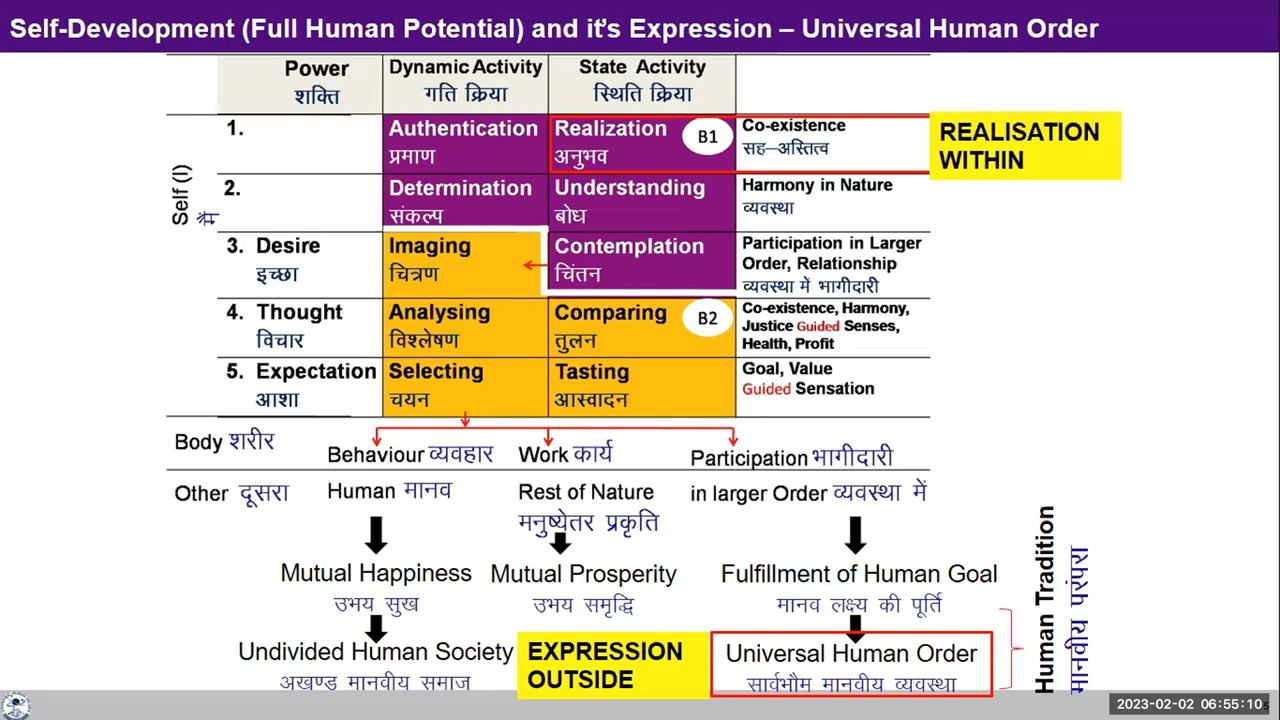 Self-Development (Full Human Potential) and it's Expression – Universal Human Order
Power
शक्ति
Dynamic Activity
गति क्रिया
State Activity
स्थिति क्रिया
Self (I)
मैं
1.
Authentication
प्रमाण
Realization
अनुभव
B1
Co-existence
सह–अस्तित्व
REALISATION
WITHIN
2.
Determination
संकल्प
Understanding
बोध
Harmony in Nature
व्यवस्था
3. Desire
इच्छा
Imaging
चित्रण
Contemplation
चिंतन
Participation in Larger
Order, Relationship
व्यवस्था में भागीदारी
4. Thought
विचार
Analysing
विश्लेषण
Comparing
तुलन
B2
Co-existence, Harmony,
Justice Guided Senses,
Health, Profit
5. Expectation
आशा
Selecting
चयन
Tasting
आस्वादन
Goal, Value
Guided Sensation
Body शरीर
Behaviour व्यवहार
Work कार्य
Participation भागीदारी
Other दूसरा
Human मानव
Rest of Nature
मनुष्येतर प्रकृति
in larger Order व्यवस्था में
Mutual Happiness
उभय सुख
Mutual Prosperity
उभय समृद्धि
Fulfillment of Human Goal
मानव लक्ष्य की पूर्ति
Undivided Human Society
अखण्ड मानवीय समाज
EXPRESSION
OUTSIDE
Universal Human Order
सार्वभौम मानवीय व्यवस्था
Human Tradition
मानवीय परंपरा
2023-02-02 06:55:10